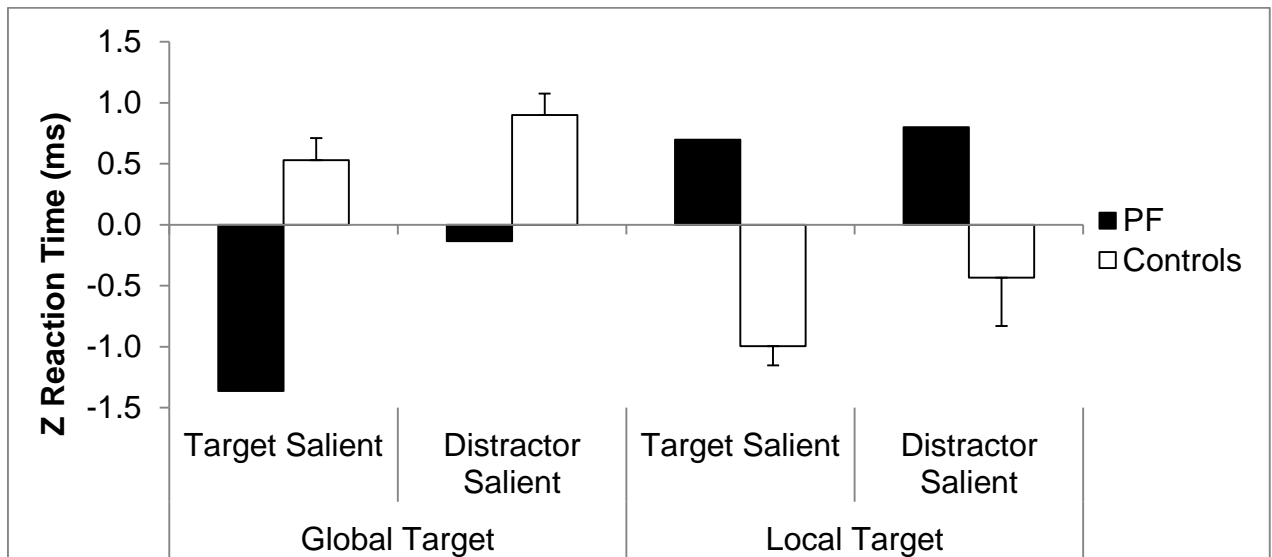 Z Reaction Time (ms)
1.5
1.0
0.5
0.0
-0.5
-1.0
-1.5
Target Salient
Distractor
Salient
Target Salient
Distractor
Salient
Global Target
Local Target
PF
Controls